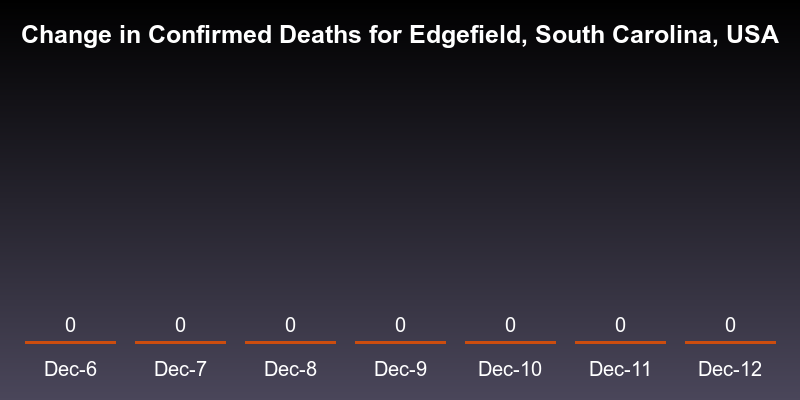 Change in Confirmed Deaths for Edgefield, South Carolina, USA
0 0 0 0 0 0 0
Dec-6 Dec-7 Dec-8 Dec-9 Dec-10 Dec-11 Dec-12